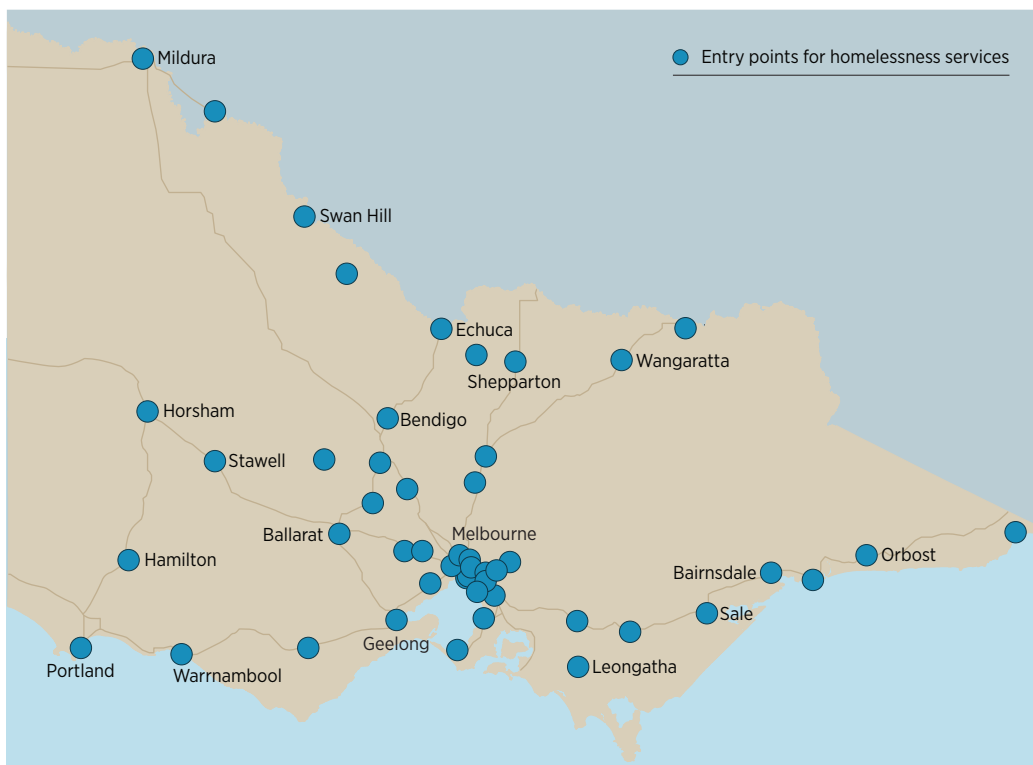 Mildura
Entry points for homelessness services
Swan Hill
Echuca
Wangaratta
Shepparton
Horsham
Bendigo
Stawell
Ballarat
Melbourne
Hamilton
Orbost
Bairnsdale
Sale
Geelong
Leongatha
Portland
Warrnambool